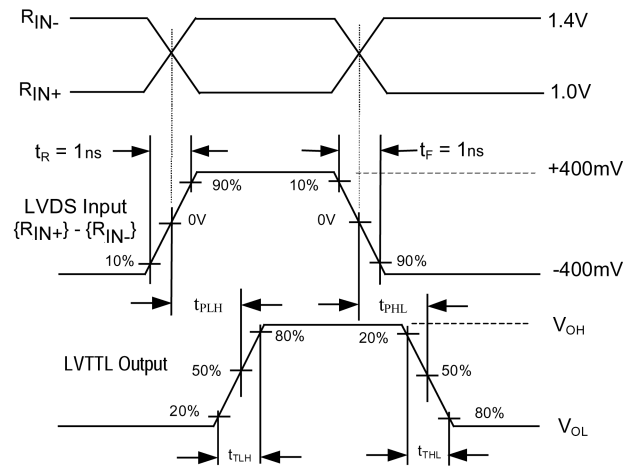 RIN- 1.4V
RIN+ 1.0V
tR = 1ns tF = 1ns
+400mV
90% 10%
LVDS Input 0V 0V
{RIN+} - {RIN-}
10% 90%
-400mV
tPLH tPHL
80% 20% VOH
LVTTL Output 50% 50%
20% 80%
VOL
tTLH tTHL